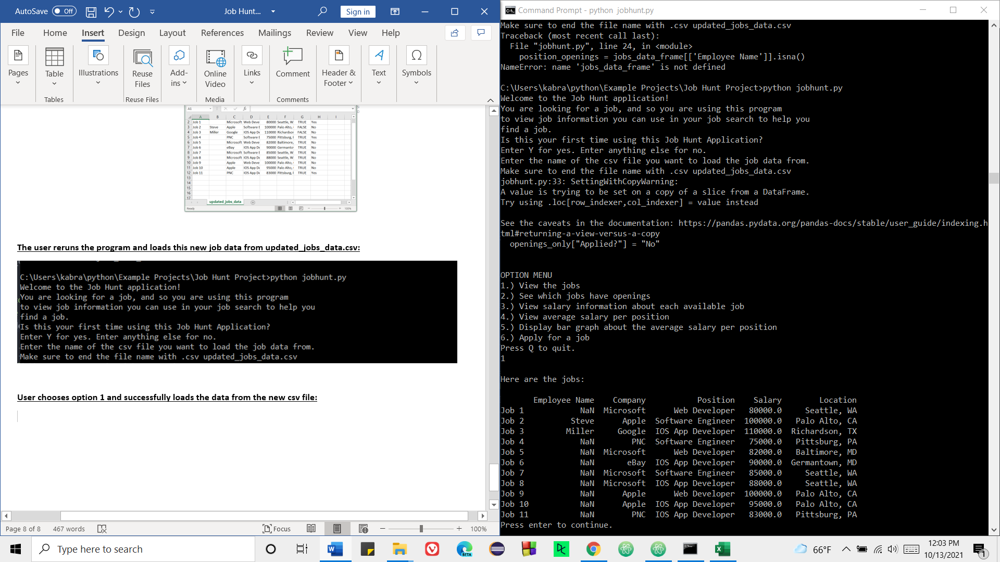 AutoSave Off Job Hunt... Sign in
File Home Insert Design Layout References Mailings Review View Help
Pages Table Illustrations Reuse Files Add-ins Online Video Links Comment Header & Footer Text Symbols
Tables Reuse Files Media Comments
A1 fx
A B C D E F G H I
2 Job 1 Microsoft Web Deve 80000 Seattle, W TRUE Yes
3 Job 2 Steve Apple Software E 100000 Palo Alto, TRUE FALSE No
4 Job 3 Miller Google IOS App De 110000 Richardson FALSE No
5 Job 4 PNC Software E 75000 Pittsburg, TRUE Yes
6 Job 5 Microsoft Web Deve 82000 Baltimore, TRUE No
7 Job 6 eBay IOS App De 90000 Germanto TRUE No
8 Job 7 Microsoft Software E 85000 Seattle, W TRUE No
9 Job 8 Microsoft IOS App De 88000 Seattle, W TRUE No
10 Job 9 Apple Web Deve 100000 Palo Alto, TRUE No
11 Job 10 Apple IOS App De 95000 Palo Alto, TRUE No
12 Job 11 PNC IOS App De 83000 Pittsburg, TRUE Yes
13
14
15
16
17
updated_jobs_data
Ready 100%
The user reruns the program and loads this new job data from updated_jobs_data.csv:
C:\Users\kabra\python\Example Projects\Job Hunt Project>python jobhunt.py
Welcome to the Job Hunt application!
You are looking for a job, and so you are using this program
to view job information you can use in your job search to help you
find a job.
Is this your first time using this Job Hunt Application?
Enter Y for yes. Enter anything else for no.
Enter the name of the csv file you want to load the job data from.
Make sure to end the file name with .csv updated_jobs_data.csv
User chooses option 1 and successfully loads the data from the new csv file:
Page 8 of 8 467 words Focus 100%
Command Prompt - python jobhunt.py
Make sure to end the file name with .csv updated_jobs_data.csv
Traceback (most recent call last):
File "jobhunt.py", line 24, in <module>
position_openings = jobs_data_frame[['Employee Name']].isna()
NameError: name 'jobs_data_frame' is not defined
C:\Users\kabra\python\Example Projects\Job Hunt Project>python jobhunt.py
Welcome to the Job Hunt application!
You are looking for a job, and so you are using this program
to view job information you can use in your job search to help you
find a job.
Is this your first time using this Job Hunt Application?
Enter Y for yes. Enter anything else for no.
Enter the name of the csv file you want to load the job data from.
Make sure to end the file name with .csv updated_jobs_data.csv
jobhunt.py:33: SettingWithCopyWarning:
A value is trying to be set on a copy of a slice from a DataFrame.
Try using .loc[row_indexer,col_indexer] = value instead
See the caveats in the documentation: https://pandas.pydata.org/pandas-docs/stable/user_guide/indexing.h
tml#returning-a-view-versus-a-copy
openings_only["Applied?"] = "No"
OPTION MENU
1.) View the jobs
2.) See which jobs have openings
3.) View salary information about each available job
4.) View average salary per position
5.) Display bar graph about the average salary per position
6.) Apply for a job
Press Q to quit.
1
Here are the jobs:
Employee Name Company Position Salary Location
Job 1 NaN Microsoft Web Developer 80000.0 Seattle, WA
Job 2 Steve Apple Software Engineer 100000.0 Palo Alto, CA
Job 3 Miller Google IOS App Developer 110000.0 Richardson, TX
Job 4 NaN PNC Software Engineer 75000.0 Pittsburg, PA
Job 5 NaN Microsoft Web Developer 82000.0 Baltimore, MD
Job 6 NaN eBay IOS App Developer 90000.0 Germantown, MD
Job 7 NaN Microsoft Software Engineer 85000.0 Seattle, WA
Job 8 NaN Microsoft IOS App Developer 88000.0 Seattle, WA
Job 9 NaN Apple Web Developer 100000.0 Palo Alto, CA
Job 10 NaN Apple IOS App Developer 95000.0 Palo Alto, CA
Job 11 NaN PNC IOS App Developer 83000.0 Pittsburg, PA
Press enter to continue.
Type here to search
BETA
66°F
12:03 PM
10/13/2021
1